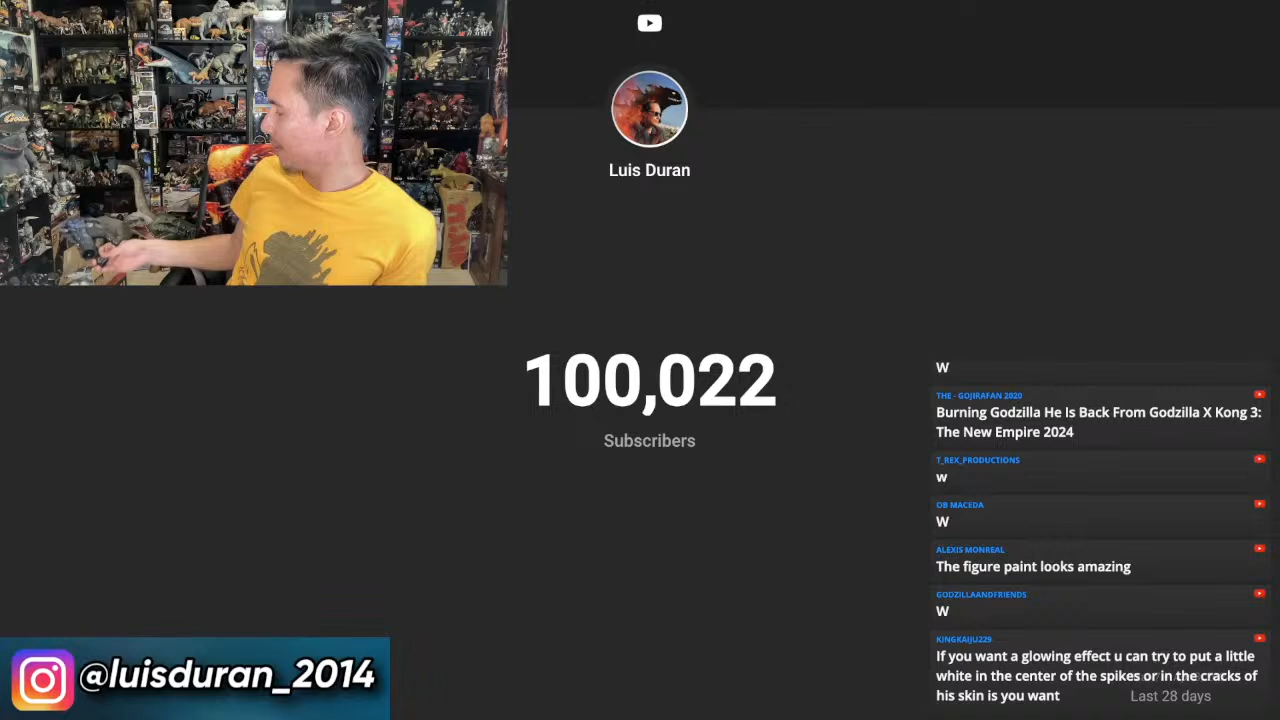 Luis Duran
100,022
Subscribers
W
THE - GOJIRAFAN 2020
Burning Godzilla He Is Back From Godzilla X Kong 3:
The New Empire 2024
T_REX_PRODUCTIONS
w
OB MACEDA
W
ALEXIS MONREAL
The figure paint looks amazing
GODZILLAANDFRIENDS
W
KINGKAIJU229
If you want a glowing effect u can try to put a little
white in the center of the spikes or in the cracks of
his skin is you want
Last 28 days
@luisduran_2014